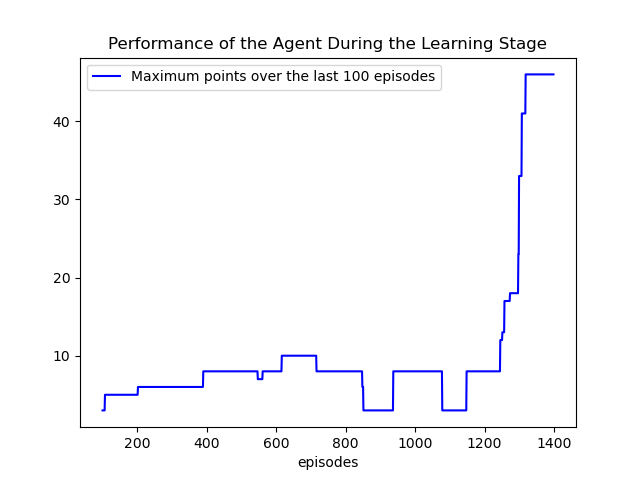 Performance of the Agent During the Learning Stage
Maximum points over the last 100 episodes
40
30
20
10
200 400 600 800 1000 1200 1400
episodes